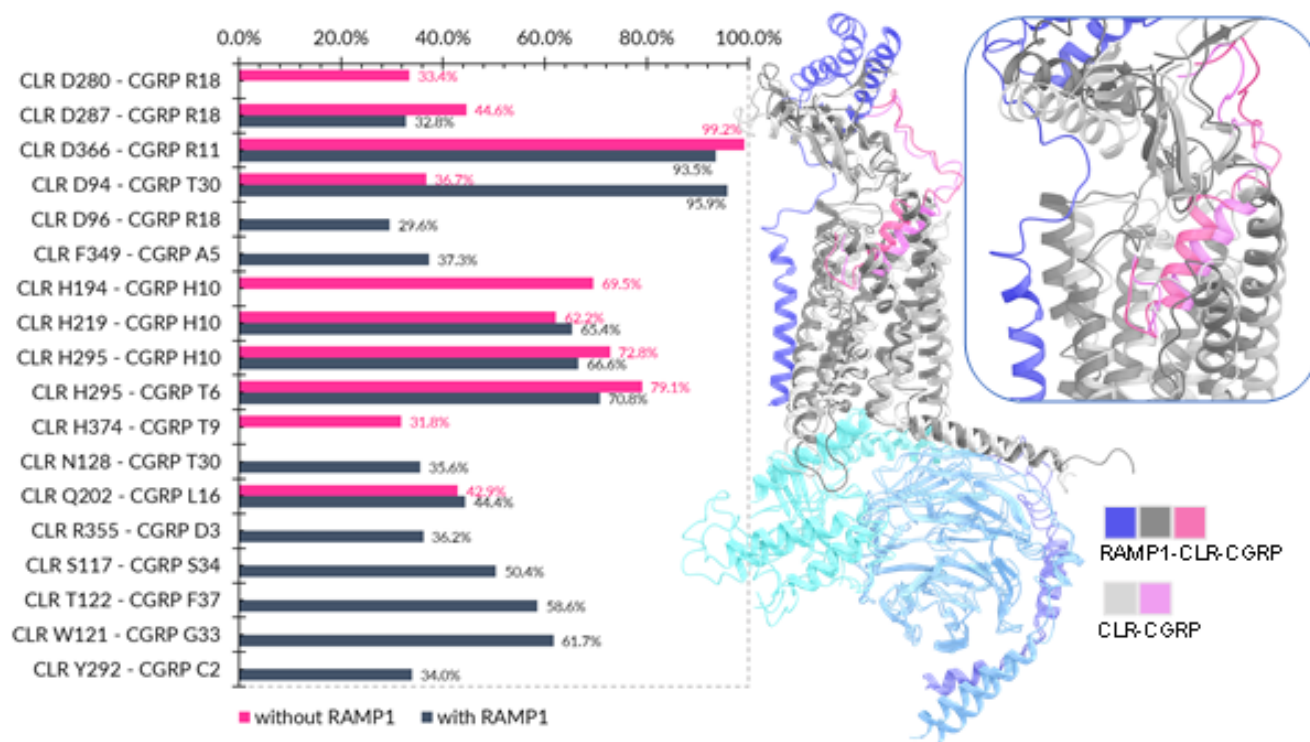 0.0% 20.0% 40.0% 60.0% 80.0% 100.0%
CLR D280 - CGRP R18 33.4%
CLR D287 - CGRP R18 44.6%
32.8%
CLR D366 - CGRP R11 99.2%
93.5%
CLR D94 - CGRP T30 36.7%
95.9%
CLR D96 - CGRP R18 29.6%
CLR F349 - CGRP A5 37.3%
CLR H194 - CGRP H10 69.5%
CLR H219 - CGRP H10 62.2%
65.4%
CLR H295 - CGRP H10 72.8%
66.6%
CLR H295 - CGRP T6 79.1%
70.8%
CLR H374 - CGRP T9 31.8%
CLR N128 - CGRP T30 35.6%
CLR Q202 - CGRP L16 42.9%
44.4%
CLR R355 - CGRP D3 36.2%
CLR S117 - CGRP S34 50.4%
CLR T122 - CGRP F37 58.6%
CLR W121 - CGRP G33 61.7%
CLR Y292 - CGRP C2 34.0%
without RAMP1 with RAMP1
RAMP1-CLR-CGRP
CLR-CGRP